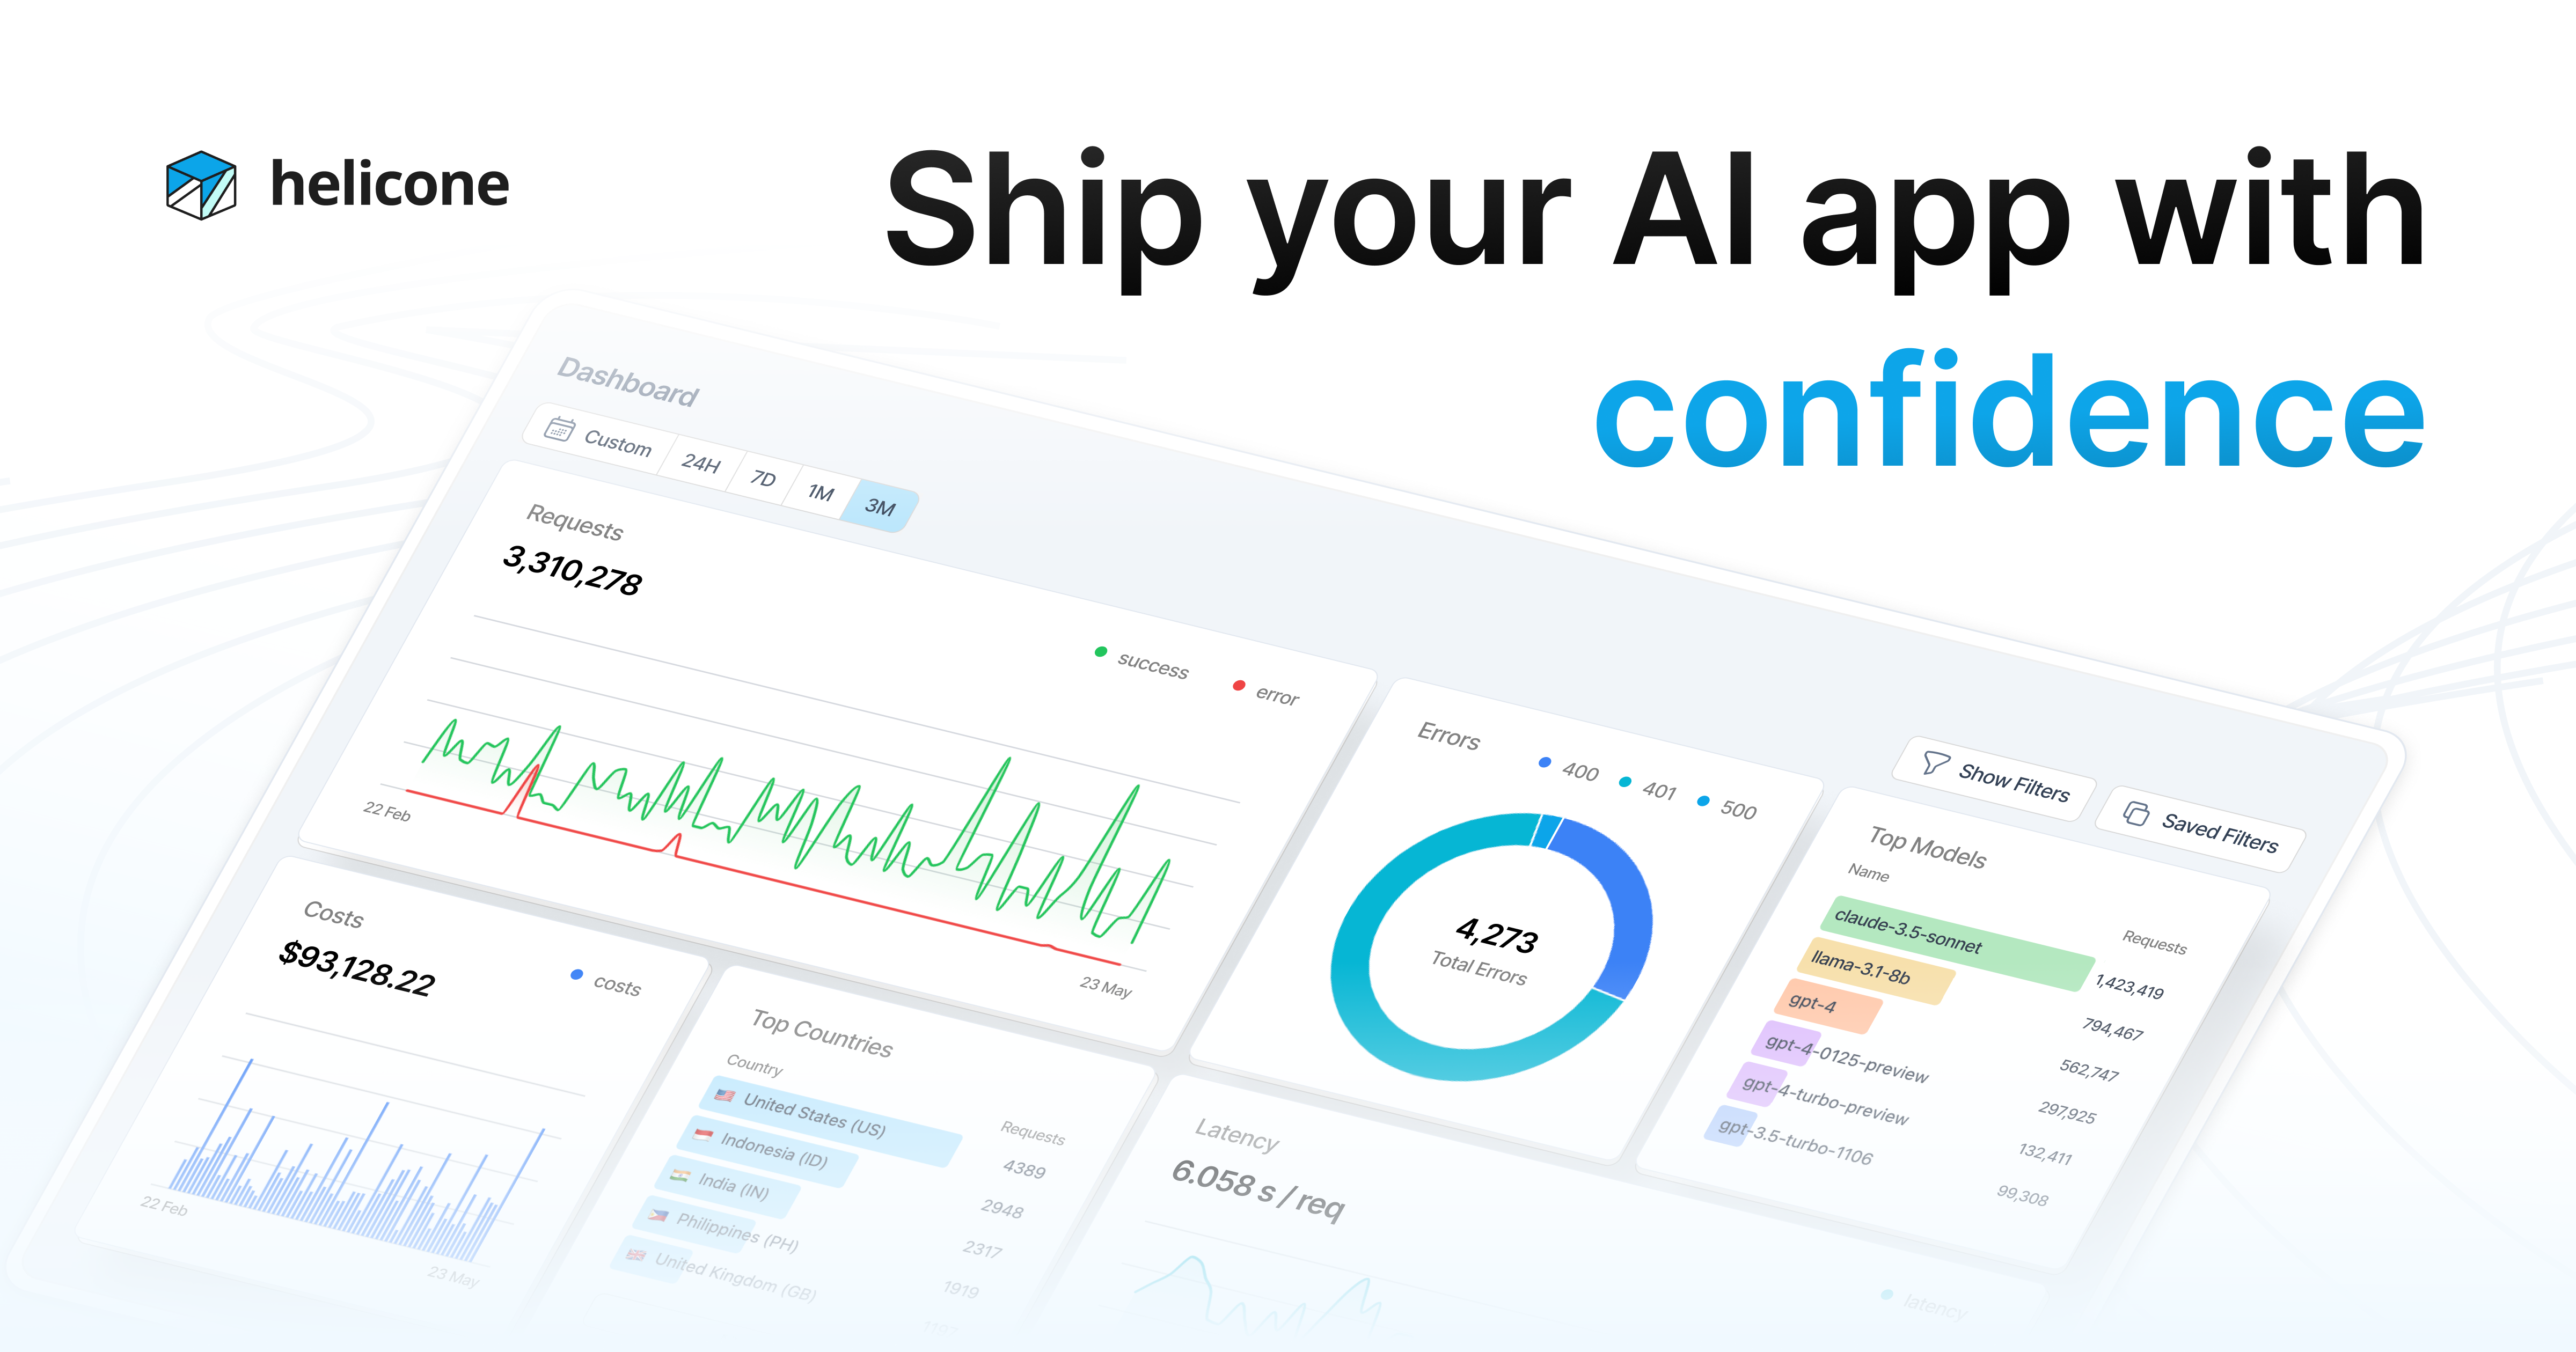 helicone
Ship your AI app with
confidence
Dashboard
Custom
24H
7D
1M
3M
Requests
3,310,278
success
error
22 Feb
23 May
Errors
400
401
500
4,273
Total Errors
Show Filters
Saved Filters
Top Models
Name
Requests
claude-3.5-sonnet
1,423,419
llama-3.1-8b
794,467
gpt-4
562,747
gpt-4-0125-preview
297,925
gpt-4-turbo-preview
132,411
gpt-3.5-turbo-1106
99,308
Costs
$93,128.22
costs
22 Feb
23 May
Top Countries
Country
Requests
United States (US)
4389
Indonesia (ID)
2948
India (IN)
2317
Philippines (PH)
1919
United Kingdom (GB)
Latency
6.058 s / req
latency